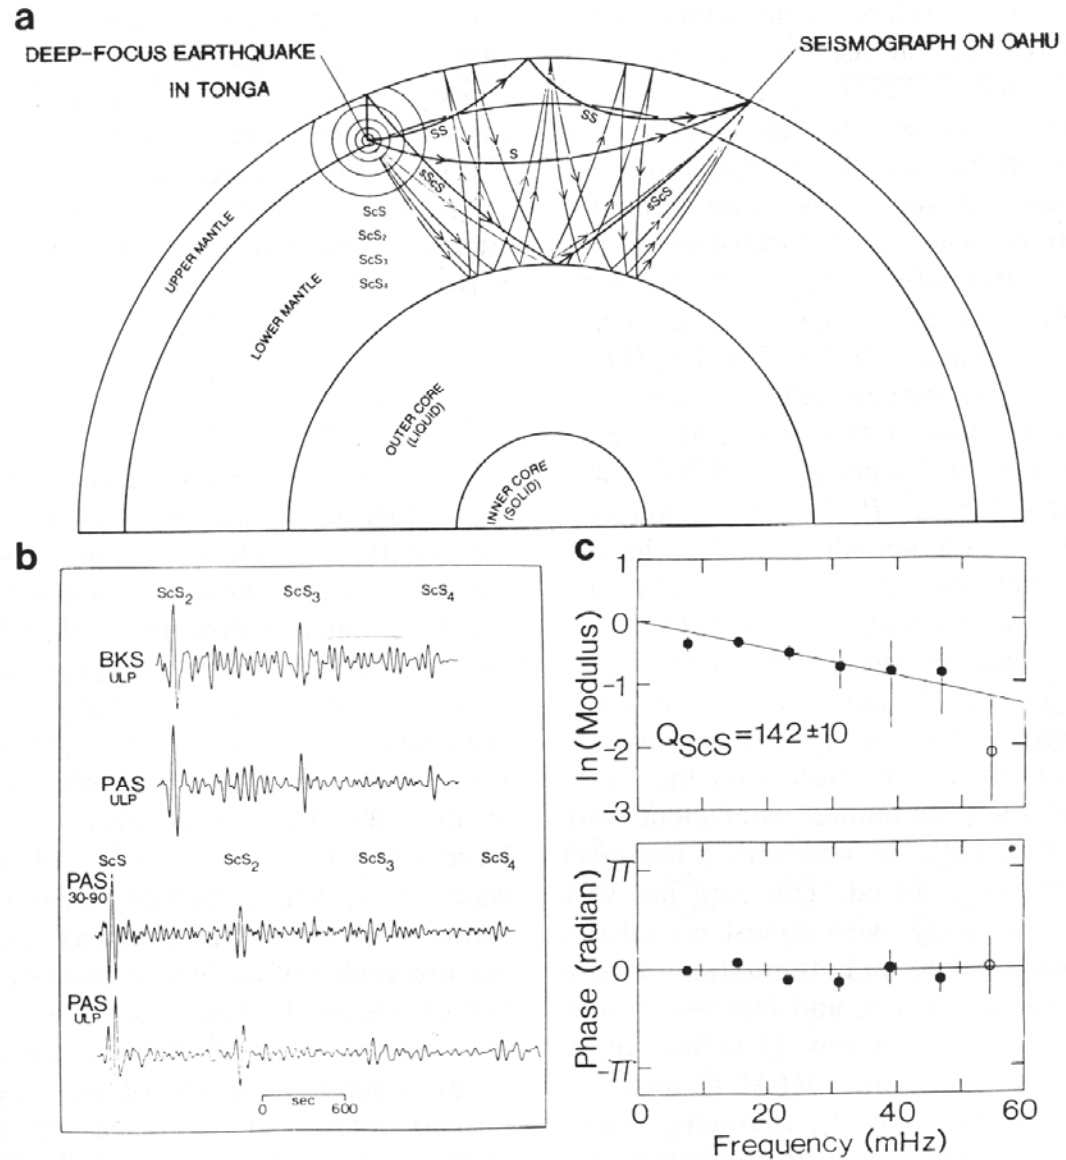 a
DEEP-FOCUS EARTHQUAKE
IN TONGA
SEISMOGRAPH ON OAHU
SS
SS
S
sScS
sScS
ScS
ScS₂
ScS₃
ScS₄
UPPER MANTLE
LOWER MANTLE
OUTER CORE
(LIQUID)
INNER CORE
(SOLID)
b
ScS₂ ScS₃ ScS₄
BKS
ULP
PAS
ULP
ScS ScS₂ ScS₃ ScS₄
PAS
30-90
PAS
ULP
0 sec 600
c
1
0
-1
-2
-3
ln(Modulus)
Q_ScS=142±10
π
0
-π
Phase (radian)
0 20 40 60
Frequency (mHz)